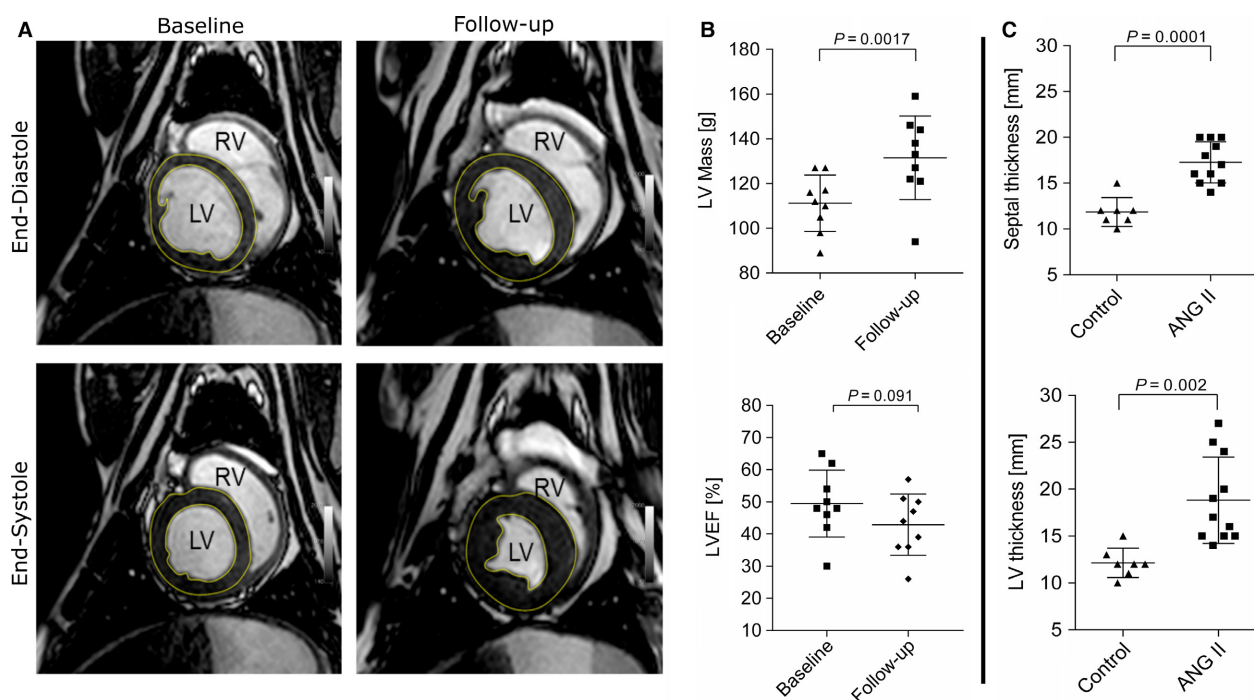 A
Baseline
Follow-up
End-Diastole
RV
LV
RV
LV
End-Systole
RV
LV
RV
LV
B
P = 0.0017
LV Mass [g]
180
160
140
120
100
80
Baseline
Follow-up
P = 0.091
LVEF [%]
90
80
70
60
50
40
30
20
10
Baseline
Follow-up
C
P = 0.0001
Septal thickness [mm]
30
25
20
15
10
5
Control
ANG II
P = 0.002
LV thickness [mm]
30
25
20
15
10
5
Control
ANG II